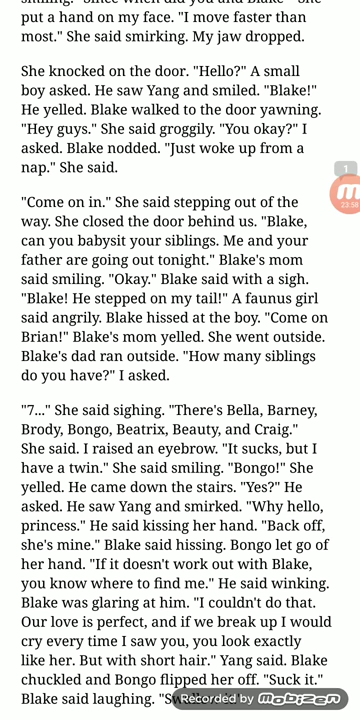 smiling. "Since when did you and Blake-" She
put a hand on my face. "I move faster than
most." She said smirking. My jaw dropped.
She knocked on the door. "Hello?" A small
boy asked. He saw Yang and smiled. "Blake!"
He yelled. Blake walked to the door yawning.
"Hey guys." She said groggily. "You okay?" I
asked. Blake nodded. "Just woke up from a
nap." She said.
"Come on in." She said stepping out of the
way. She closed the door behind us. "Blake,
can you babysit your siblings. Me and your
father are going out tonight." Blake's mom
said smiling. "Okay." Blake said with a sigh.
"Blake! He stepped on my tail!" A faunus girl
said angrily. Blake hissed at the boy. "Come on
Brian!" Blake's mom yelled. She went outside.
Blake's dad ran outside. "How many siblings
do you have?" I asked.
"7..." She said sighing. "There's Bella, Barney,
Brody, Bongo, Beatrix, Beauty, and Craig."
She said. I raised an eyebrow. "It sucks, but I
have a twin." She said smiling. "Bongo!" She
yelled. He came down the stairs. "Yes?" He
asked. He saw Yang and smirked. "Why hello,
princess." He said kissing her hand. "Back off,
she's mine." Blake said hissing. Bongo let go of
her hand. "If it doesn't work out with Blake,
you know where to find me." He said winking.
Blake was glaring at him. "I couldn't do that.
Our love is perfect, and if we break up I would
cry every time I saw you, you look exactly
like her. But with short hair." Yang said. Blake
chuckled and Bongo flipped her off. "Suck it."
Blake said laughing.
1
23:58
Recorded by Mobizen